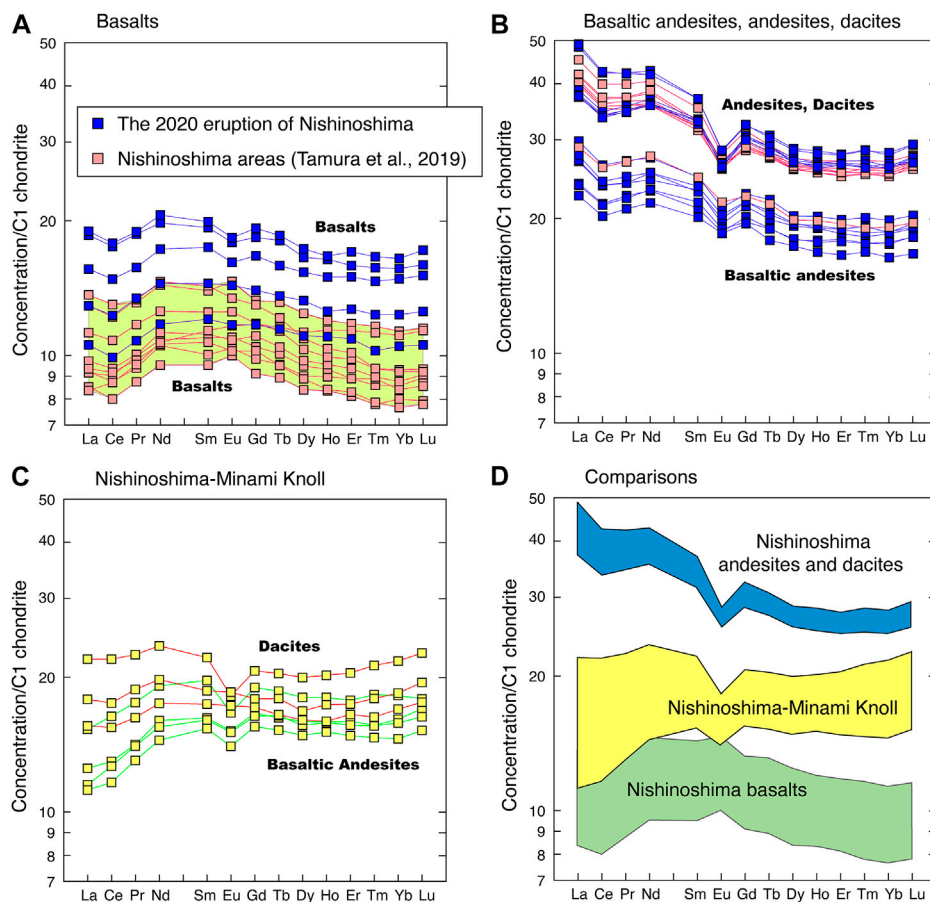 A Basalts
Concentration/C1 chondrite
50
40
30
20
10
9
8
7
The 2020 eruption of Nishinoshima
Nishinoshima areas (Tamura et al., 2019)
Basalts
Basalts
La Ce Pr Nd Sm Eu Gd Tb Dy Ho Er Tm Yb Lu
B Basaltic andesites, andesites, dacites
Concentration/C1 chondrite
50
40
30
20
10
9
8
7
Andesites, Dacites
Basaltic andesites
La Ce Pr Nd Sm Eu Gd Tb Dy Ho Er Tm Yb Lu
C Nishinoshima-Minami Knoll
Concentration/C1 chondrite
50
40
30
20
10
9
8
7
Dacites
Basaltic Andesites
La Ce Pr Nd Sm Eu Gd Tb Dy Ho Er Tm Yb Lu
D Comparisons
Concentration/C1 chondrite
50
40
30
20
10
9
8
7
Nishinoshima
andesites and dacites
Nishinoshima-Minami Knoll
Nishinoshima basalts
La Ce Pr Nd Sm Eu Gd Tb Dy Ho Er Tm Yb Lu